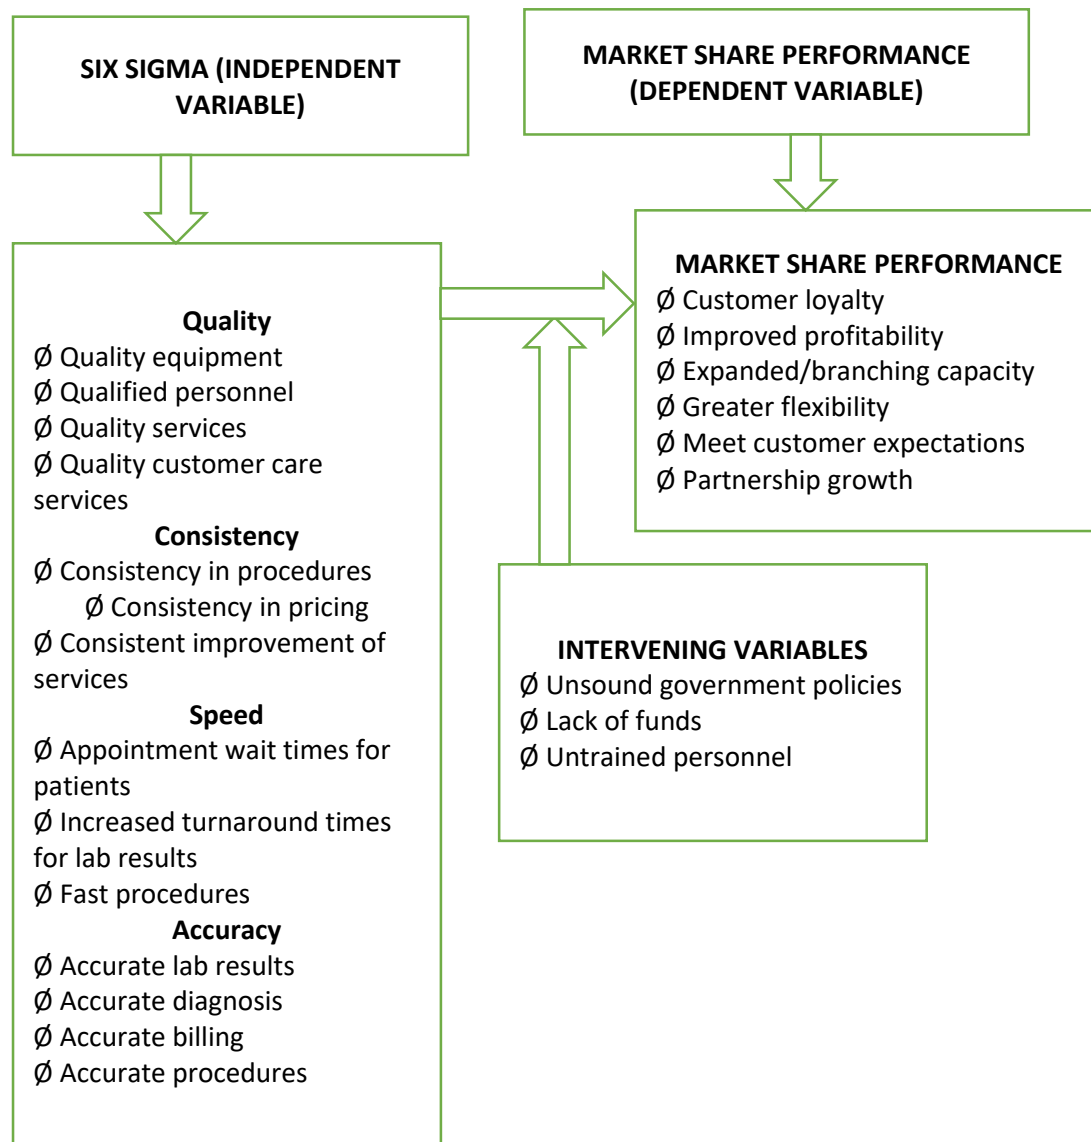 SIX SIGMA (INDEPENDENT
VARIABLE)
MARKET SHARE PERFORMANCE
(DEPENDENT VARIABLE)
Quality
Ø Quality equipment
Ø Qualified personnel
Ø Quality services
Ø Quality customer care
services
Consistency
Ø Consistency in procedures
Ø Consistency in pricing
Ø Consistent improvement of
services
Speed
Ø Appointment wait times for
patients
Ø Increased turnaround times
for lab results
Ø Fast procedures
Accuracy
Ø Accurate lab results
Ø Accurate diagnosis
Ø Accurate billing
Ø Accurate procedures
MARKET SHARE PERFORMANCE
Ø Customer loyalty
Ø Improved profitability
Ø Expanded/branching capacity
Ø Greater flexibility
Ø Meet customer expectations
Ø Partnership growth
INTERVENING VARIABLES
Ø Unsound government policies
Ø Lack of funds
Ø Untrained personnel